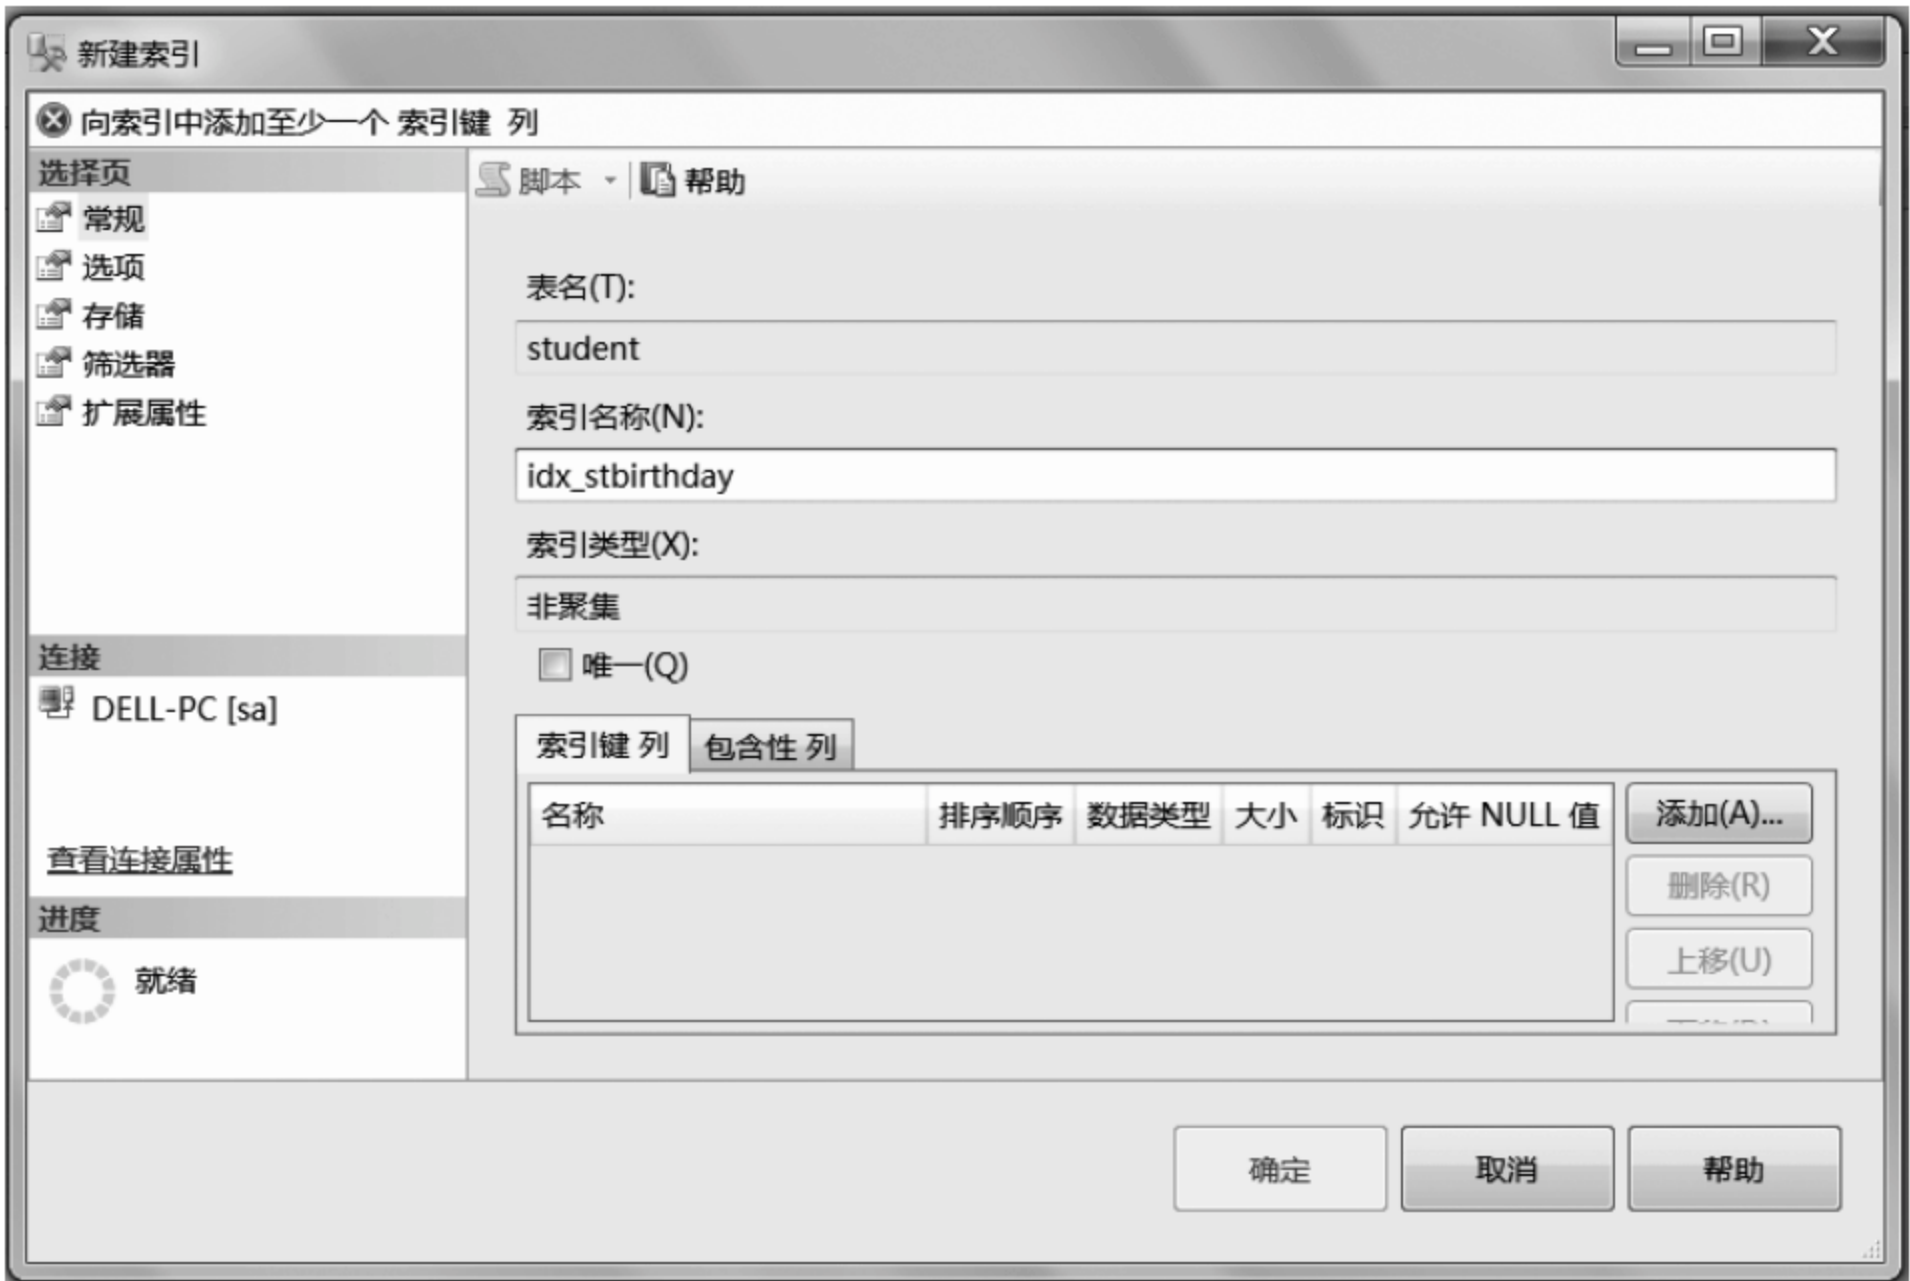 新建索引
向索引中添加至少一个 索引键 列
选择页
常规
选项
存储
筛选器
扩展属性
连接
DELL-PC [sa]
查看连接属性
进度
就绪
脚本 帮助
表名(T):
student
索引名称(N):
idx_stbirthday
索引类型(X):
非聚集
唯一(Q)
索引键 列 包含性 列
名称 排序顺序 数据类型 大小 标识 允许 NULL 值
添加(A)...
删除(R)
上移(U)
确定 取消 帮助